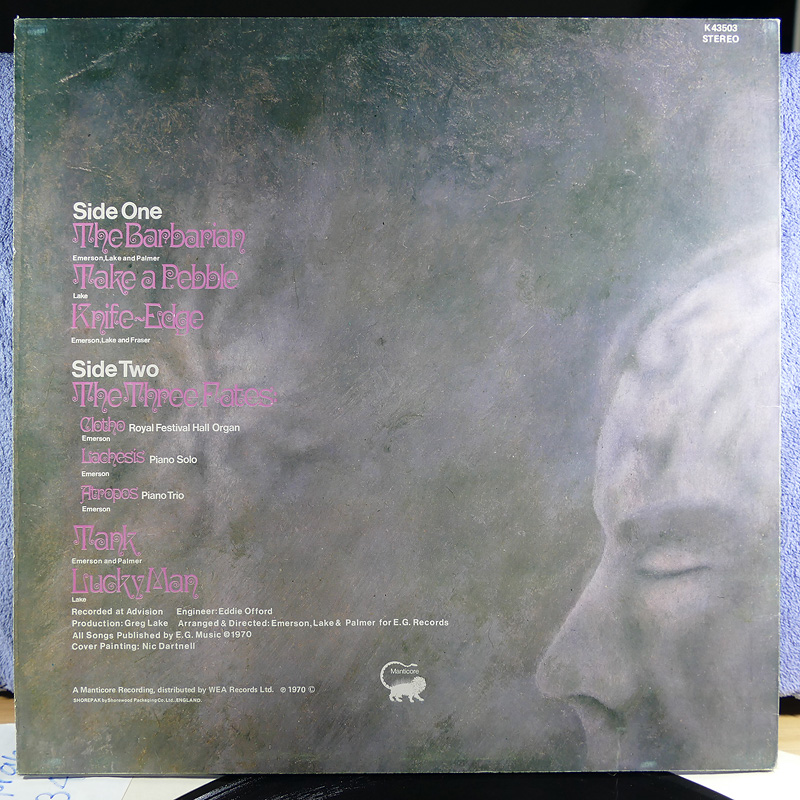 K43503
STEREO
Side One
The Barbarian
Emerson, Lake and Palmer
Take a Pebble
Lake
Knife~Edge
Emerson, Lake and Fraser
Side Two
The Three Fates:
Clotho Royal Festival Hall Organ
Emerson
Lachesis Piano Solo
Emerson
Atropos Piano Trio
Emerson
Tank
Emerson and Palmer
Lucky Man
Lake
Recorded at Advision Engineer: Eddie Offord
Production: Greg Lake Arranged & Directed: Emerson, Lake & Palmer for E.G. Records
All Songs Published by E.G. Music ℗1970
Cover Painting: Nic Dartnell
Manticore
A Manticore Recording, distributed by WEA Records Ltd. ℗ 1970 ©
SHOREPAK by Shorewood Packaging Co. Ltd., ENGLAND.